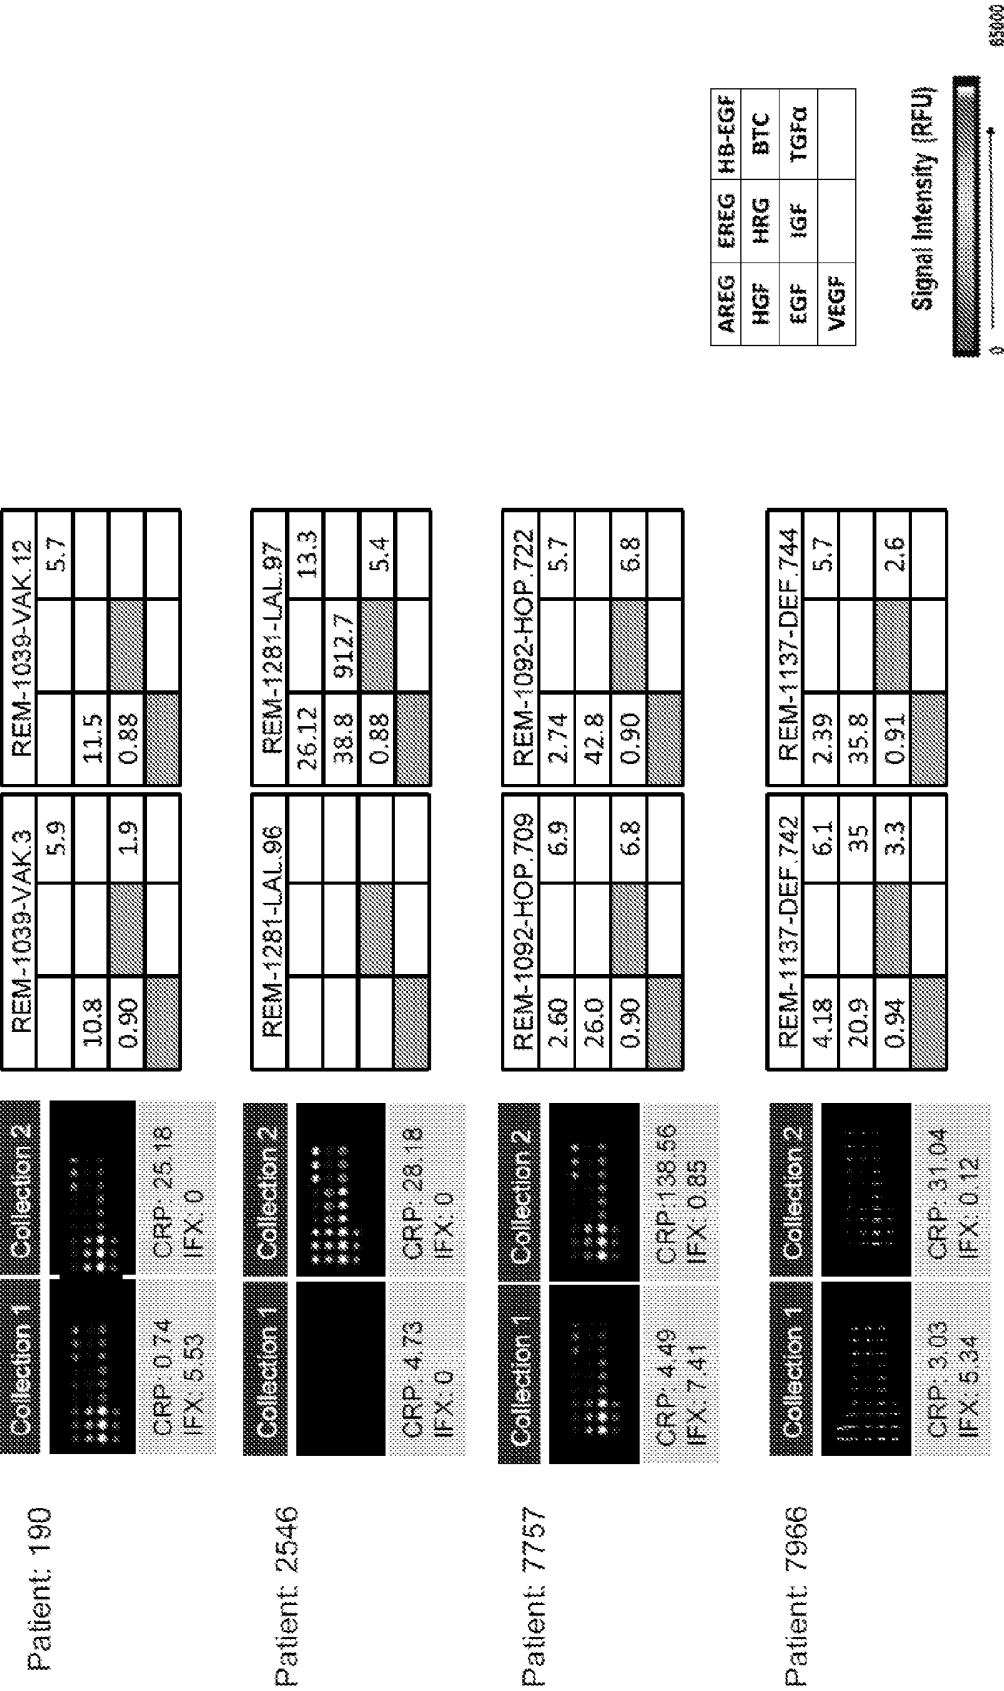 Patient: 190
Collection 1
Collection 2
CRP: 0.74
IFX: 5.53
CRP: 25.18
IFX: 0
REM-1039-VAK.3
5.9
10.8
0.90 1.9
REM-1039-VAK.12
5.7
11.5
0.88
Patient: 2546
Collection 1
Collection 2
CRP: 4.73
IFX: 0
CRP: 28.18
IFX: 0
REM-1281-LAL.96
REM-1281-LAL.97
26.12 13.3
38.8 912.7
0.88 5.4
Patient: 7757
Collection 1
Collection 2
CRP: 4.49
IFX: 7.41
CRP:138.56
IFX: 0.85
REM-1092-HOP.709
2.60 6.9
26.0
0.90 6.8
REM-1092-HOP.722
2.74 5.7
42.8
0.90 6.8
Patient: 7966
Collection 1
Collection 2
CRP: 3.03
IFX: 5.34
CRP: 31.04
IFX: 0.12
REM-1137-DEF.742
4.18 6.1
20.9 35
0.94 3.3
REM-1137-DEF.744
2.39 5.7
35.8
0.91 2.6
AREG EREG HB-EGF
HGF HRG BTC
EGF IGF TGFα
VEGF
Signal Intensity (RFU)
0 65000